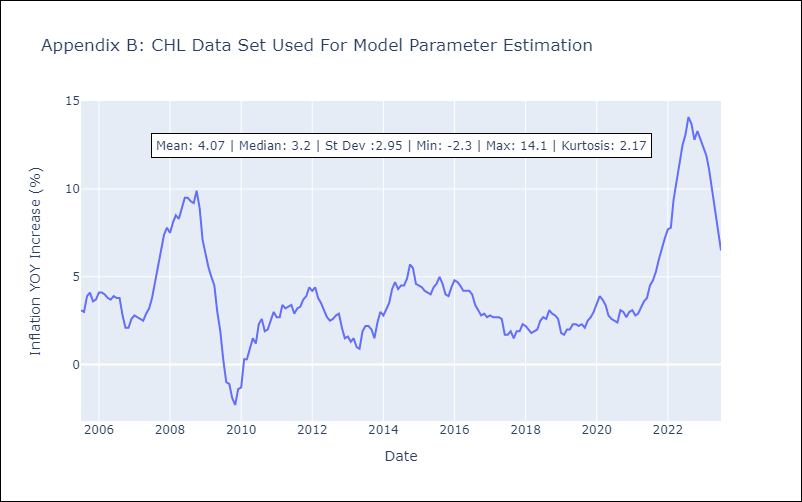 Appendix B: CHL Data Set Used For Model Parameter Estimation
15
Mean: 4.07 | Median: 3.2 | St Dev :2.95 | Min: -2.3 | Max: 14.1 | Kurtosis: 2.17
10
5
0
Inflation YOY Increase (%)
2006 2008 2010 2012 2014 2016 2018 2020 2022
Date